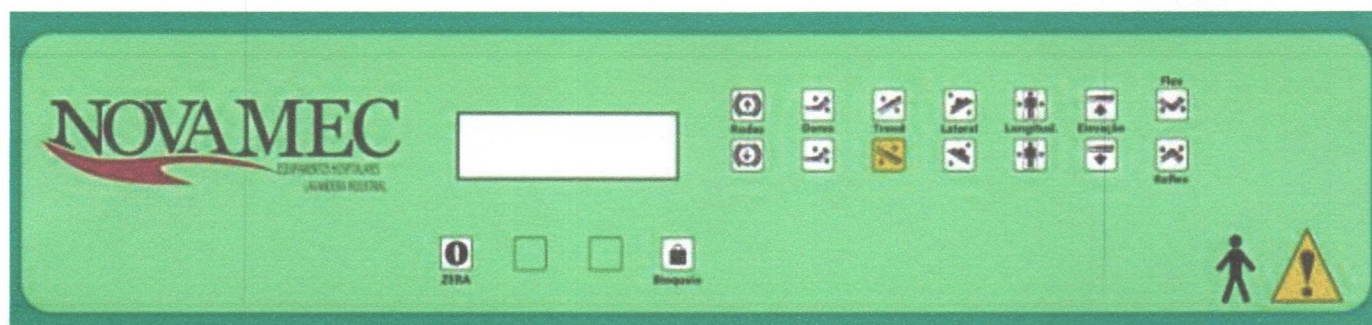 NOVAMEC
EQUIPAMENTOS HOSPITALARES
LAVANDERIA INDUSTRIAL
Flex
Rodas Dorso Trend Lateral Longitud. Elevação
Reflex
ZERA Bloqueio